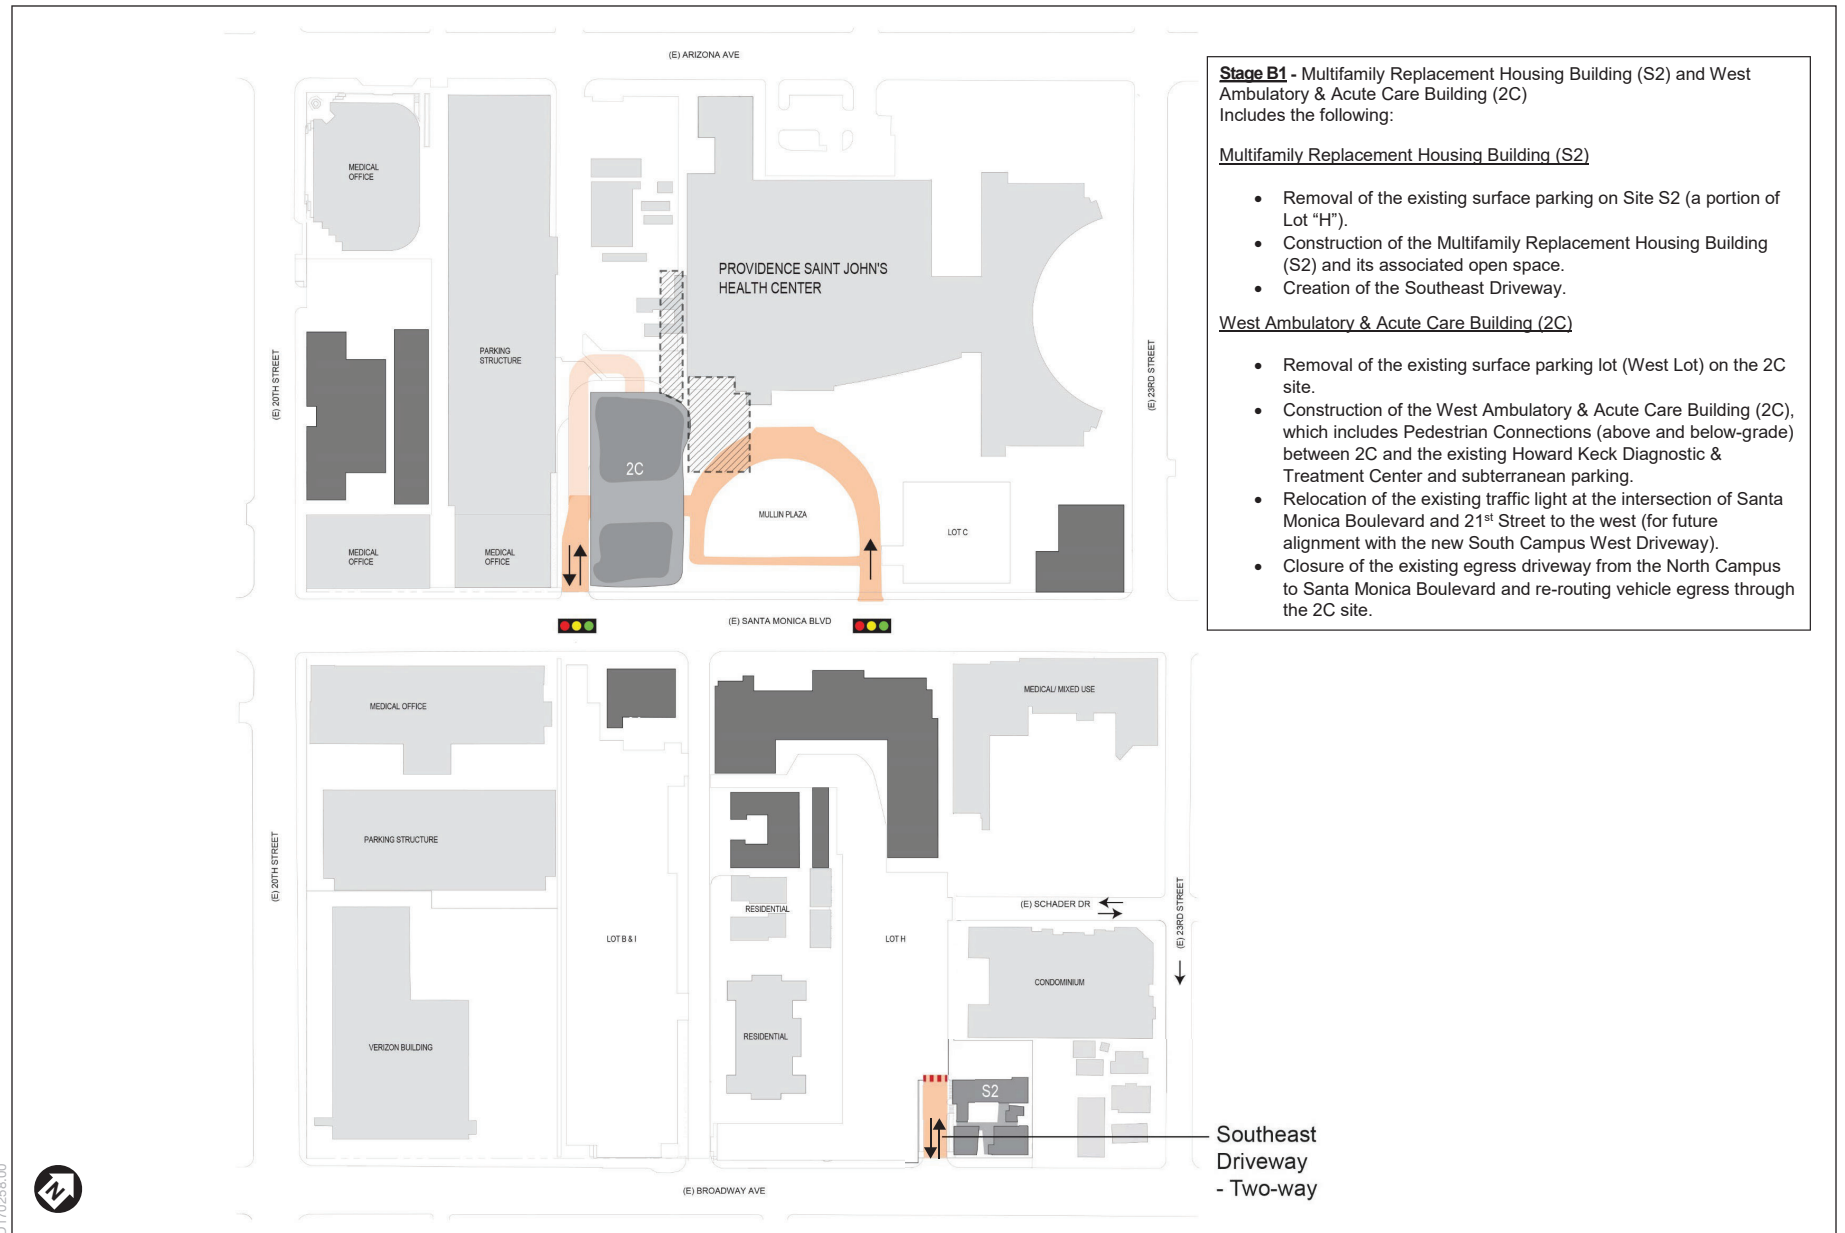 (E) ARIZONA AVE
Stage B1 - Multifamily Replacement Housing Building (S2) and West
Ambulatory & Acute Care Building (2C)
Includes the following:
Multifamily Replacement Housing Building (S2)
• Removal of the existing surface parking on Site S2 (a portion of
Lot “H”).
• Construction of the Multifamily Replacement Housing Building
(S2) and its associated open space.
• Creation of the Southeast Driveway.
West Ambulatory & Acute Care Building (2C)
• Removal of the existing surface parking lot (West Lot) on the 2C
site.
• Construction of the West Ambulatory & Acute Care Building (2C),
which includes Pedestrian Connections (above and below-grade)
between 2C and the existing Howard Keck Diagnostic &
Treatment Center and subterranean parking.
• Relocation of the existing traffic light at the intersection of Santa
Monica Boulevard and 21st Street to the west (for future
alignment with the new South Campus West Driveway).
• Closure of the existing egress driveway from the North Campus
to Santa Monica Boulevard and re-routing vehicle egress through
the 2C site.
MEDICAL
OFFICE
PROVIDENCE SAINT JOHN'S
HEALTH CENTER
PARKING
STRUCTURE
(E) 20TH STREET
(E) 23RD STREET
2C
MULLIN PLAZA
LOT C
MEDICAL
OFFICE
MEDICAL
OFFICE
(E) SANTA MONICA BLVD
MEDICAL OFFICE
MEDICAL/ MIXED USE
PARKING STRUCTURE
(E) 20TH STREET
RESIDENTIAL
(E) SCHADER DR
(E) 23RD STREET
LOT B & I
LOT H
CONDOMINIUM
VERIZON BUILDING
RESIDENTIAL
S2
Southeast
Driveway
- Two-way
(E) BROADWAY AVE
N
D170258.00